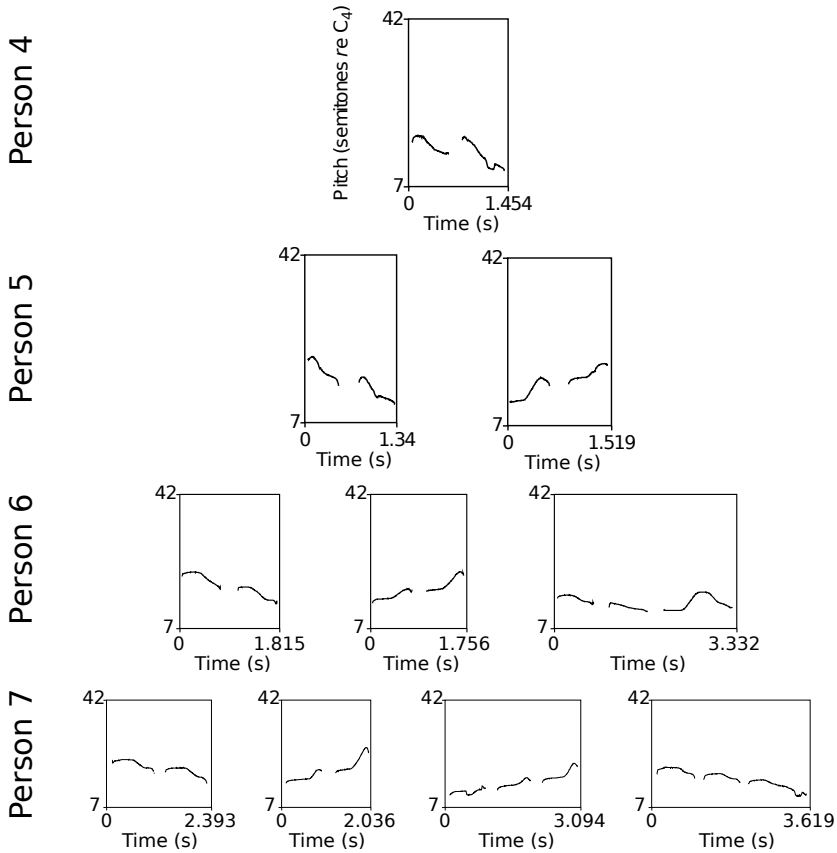 Person 4
Pitch (semitones re C4)
42
7
0 1.454
Time (s)
Person 5
42
7
0 1.34
Time (s)
42
7
0 1.519
Time (s)
Person 6
42
7
0 1.815
Time (s)
42
7
0 1.756
Time (s)
42
7
0 3.332
Time (s)
Person 7
42
7
0 2.393
Time (s)
42
7
0 2.036
Time (s)
42
7
0 3.094
Time (s)
42
7
0 3.619
Time (s)